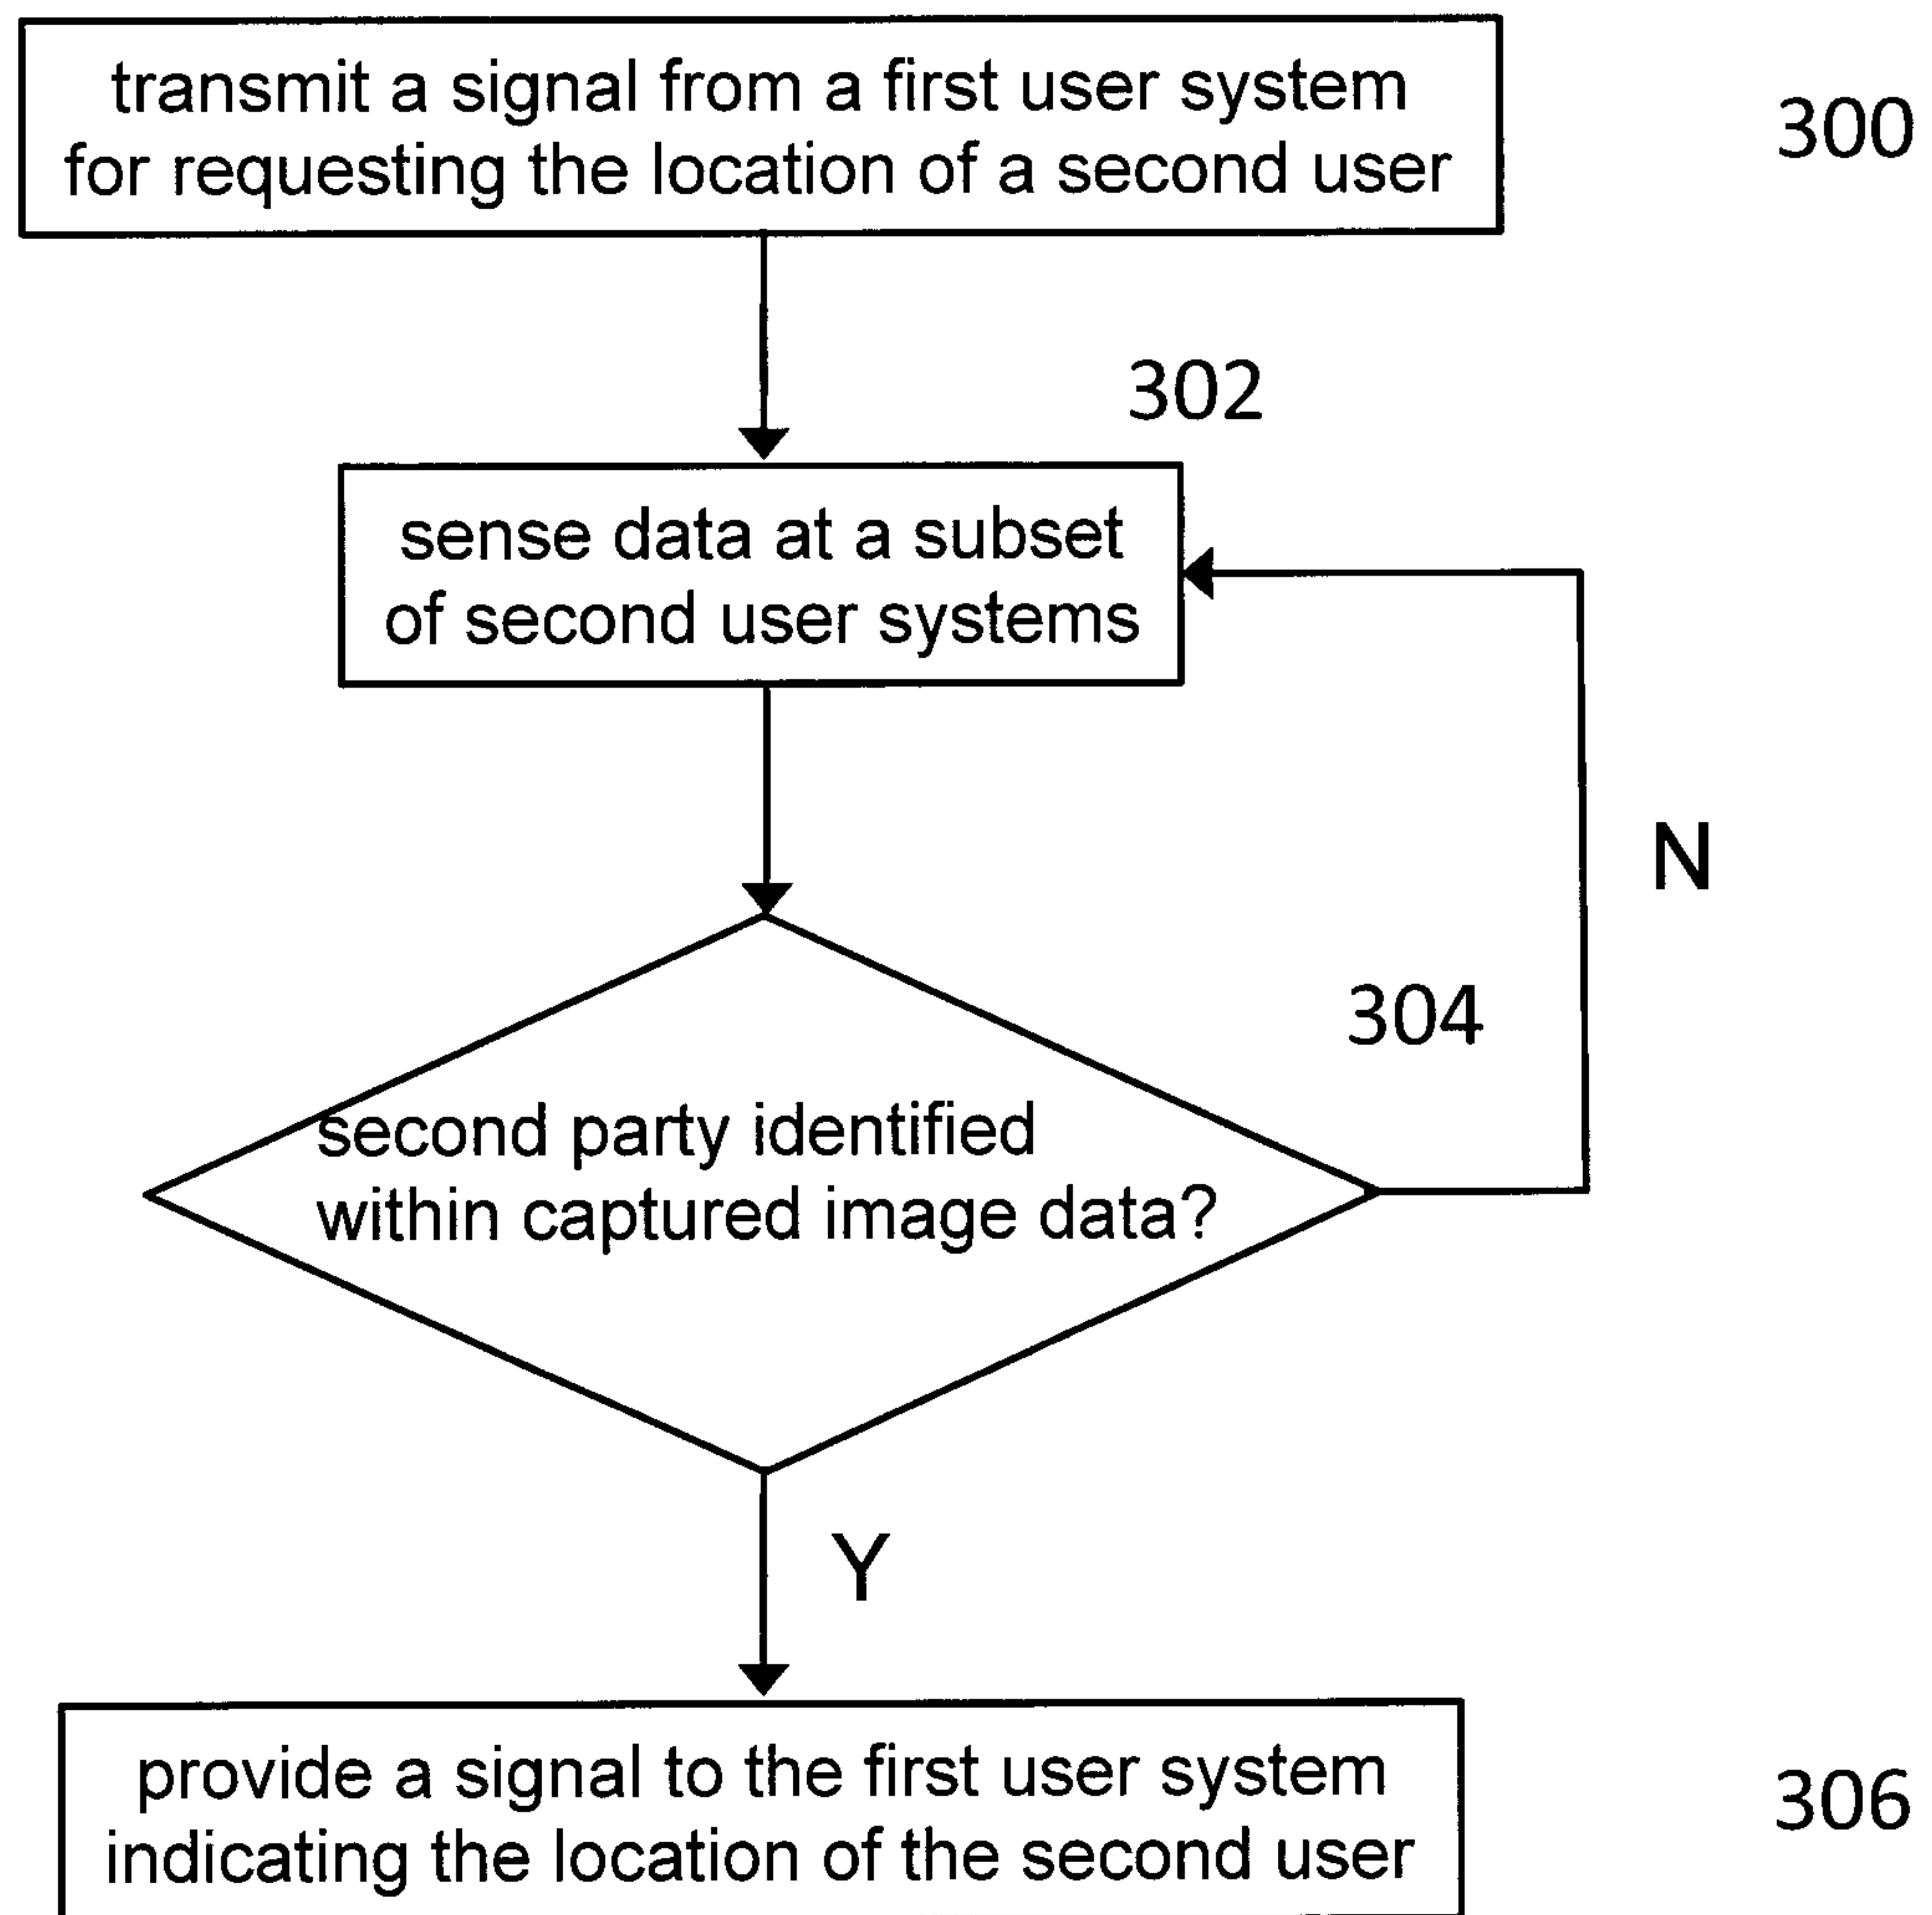 transmit a signal from a first user system
for requesting the location of a second user
300
302
sense data at a subset
of second user systems
N
304
second party identified
within captured image data?
Y
provide a signal to the first user system
indicating the location of the second user
306